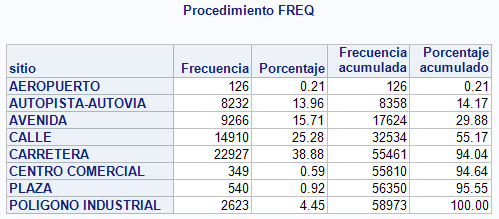 Procedimiento FREQ
sitio Frecuencia Porcentaje Frecuencia acumulada Porcentaje acumulado
AEROPUERTO 126 0.21 126 0.21
AUTOPISTA-AUTOVIA 8232 13.96 8358 14.17
AVENIDA 9266 15.71 17624 29.88
CALLE 14910 25.28 32534 55.17
CARRETERA 22927 38.88 55461 94.04
CENTRO COMERCIAL 349 0.59 55810 94.64
PLAZA 540 0.92 56350 95.55
POLIGONO INDUSTRIAL 2623 4.45 58973 100.00